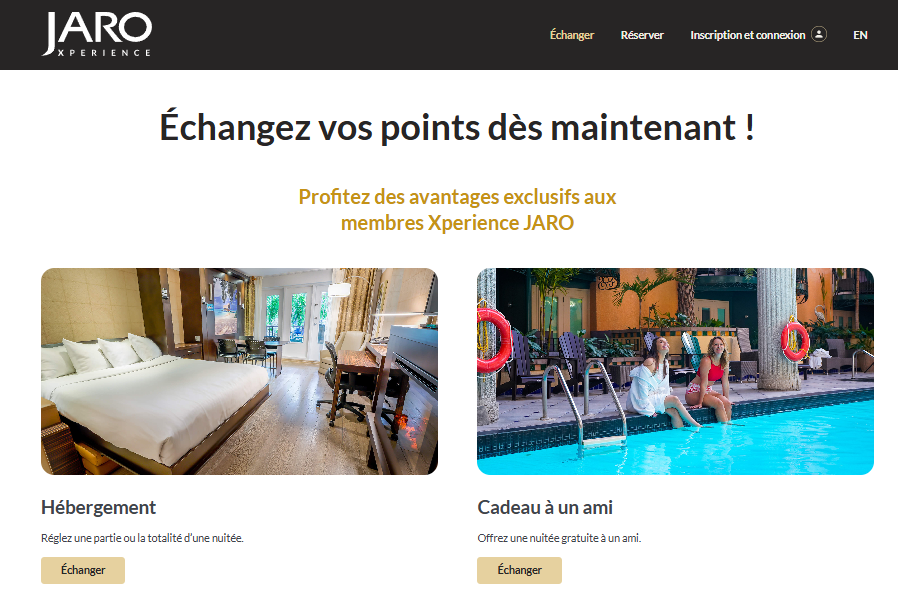 JARO
XPERIENCE
Échanger
Réserver
Inscription et connexion
EN
Échangez vos points dès maintenant !
Profitez des avantages exclusifs aux
membres Xperience JARO
Hébergement
Réglez une partie ou la totalité d'une nuitée.
Échanger
Cadeau à un ami
Offrez une nuitée gratuite à un ami.
Échanger